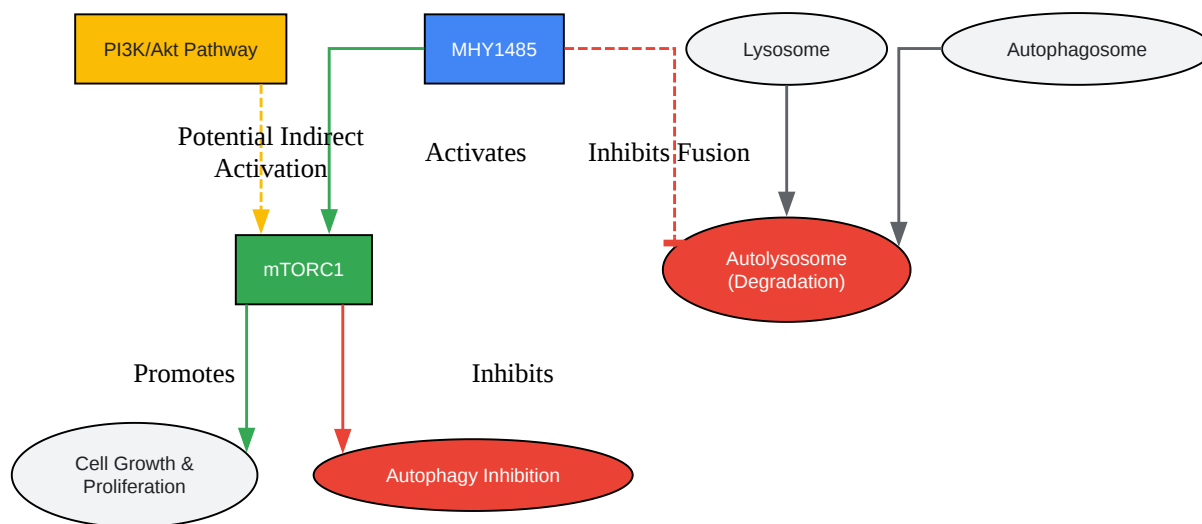 PI3K/Akt Pathway
MHY1485
Lysosome
Autophagosome
Potential Indirect
Activation
Activates
Inhibits Fusion
mTORC1
Autolysosome
(Degradation)
Promotes
Inhibits
Cell Growth &
Proliferation
Autophagy Inhibition